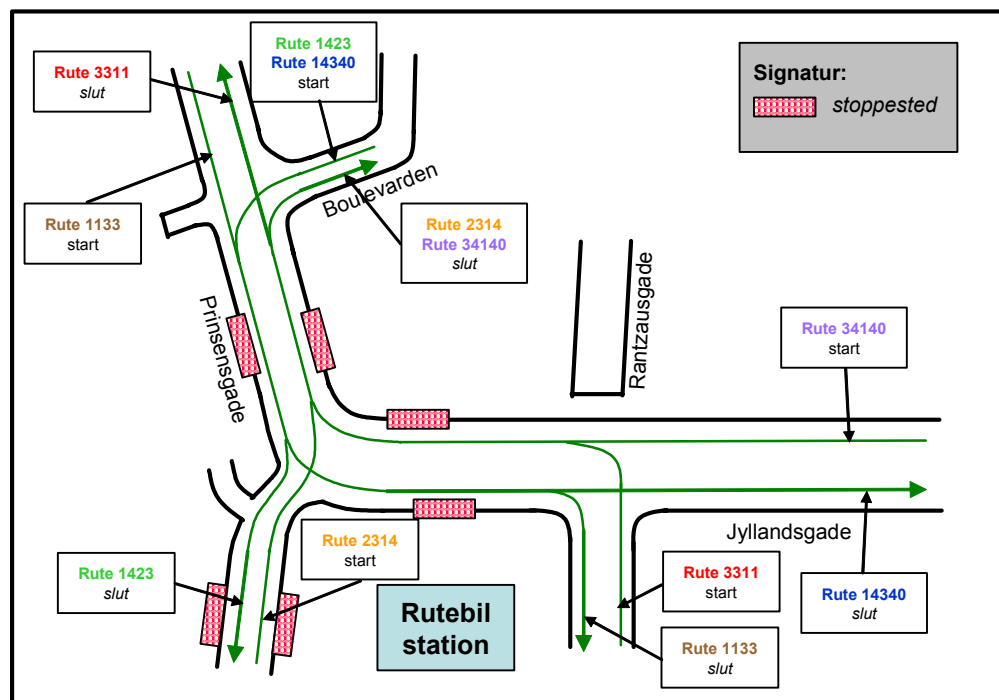 Rute 3311
slut
Rute 1423
Rute 14340
start
Signatur:
stoppested
Boulevarden
Rute 1133
start
Rute 2314
Rute 34140
slut
Prinsensgade
Rantzausgade
Rute 34140
start
Jyllandsgade
Rute 2314
start
Rute 1423
slut
Rutebil
station
Rute 3311
start
Rute 14340
slut
Rute 1133
slut